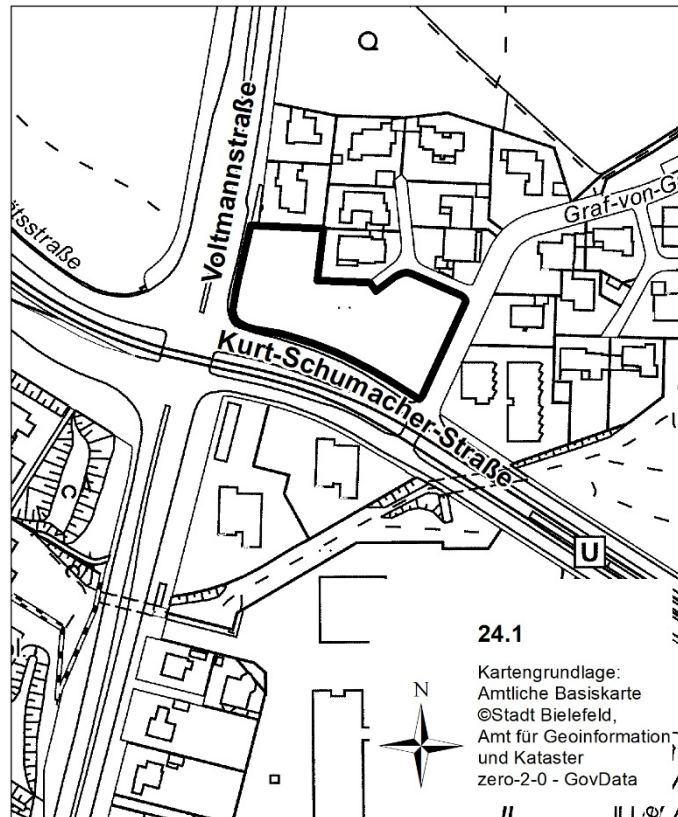 Voltmannstraße
Graf-von-G
itsstraße
Kurt-Schumacher-Straße
U
24.1
N
Kartengrundlage:
Amtliche Basiskarte
©Stadt Bielefeld,
Amt für Geoinformation
und Kataster
zero-2-0 - GovData